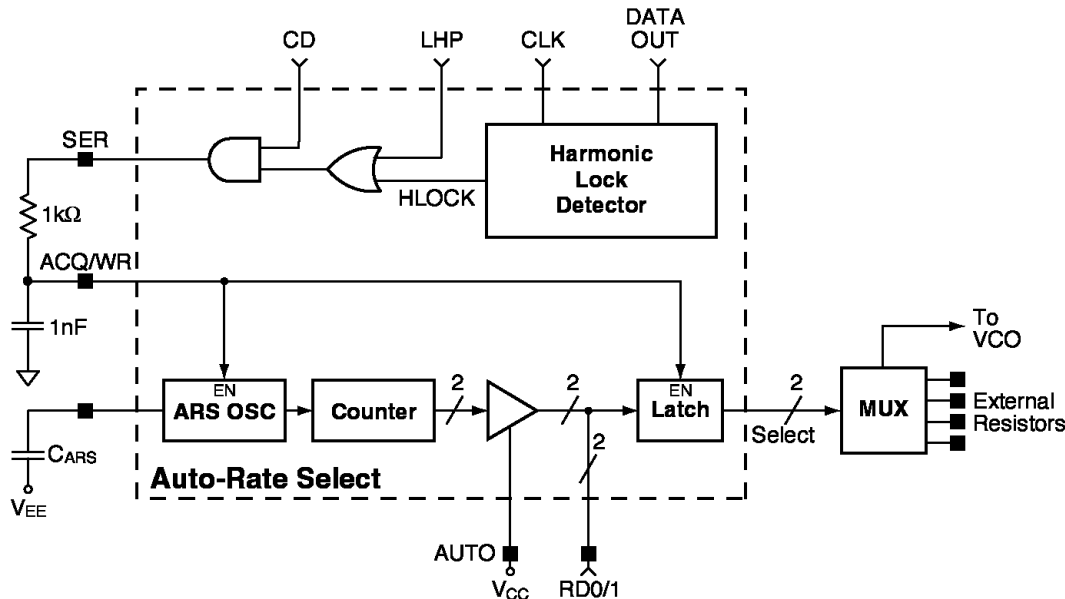 DATA
CD LHP CLK OUT
SER
Harmonic
Lock
Detector
HLOCK
1kΩ
ACQ/WR
1nF
To
VCO
EN
ARS OSC
Counter
2
2
EN
Latch
2
Select
MUX
External
Resistors
2
CARS
Auto-Rate Select
VEE
AUTO
VCC
RD0/1